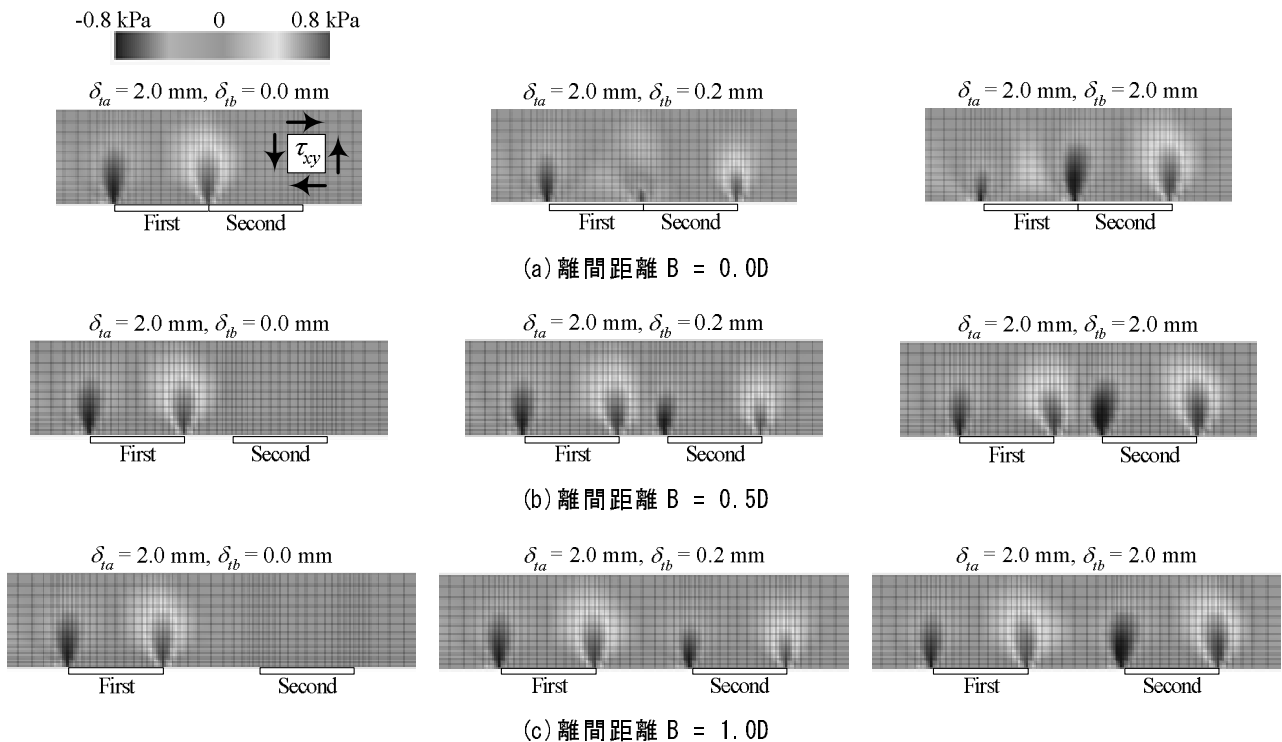 -0.8 kPa 0 0.8 kPa
δta = 2.0 mm, δtb = 0.0 mm
δta = 2.0 mm, δtb = 0.2 mm
δta = 2.0 mm, δtb = 2.0 mm
τxy
First Second
First Second
First Second
(a) 離間距離 B = 0.0D
δta = 2.0 mm, δtb = 0.0 mm
δta = 2.0 mm, δtb = 0.2 mm
δta = 2.0 mm, δtb = 2.0 mm
First Second
First Second
First Second
(b) 離間距離 B = 0.5D
δta = 2.0 mm, δtb = 0.0 mm
δta = 2.0 mm, δtb = 0.2 mm
δta = 2.0 mm, δtb = 2.0 mm
First Second
First Second
First Second
(c) 離間距離 B = 1.0D